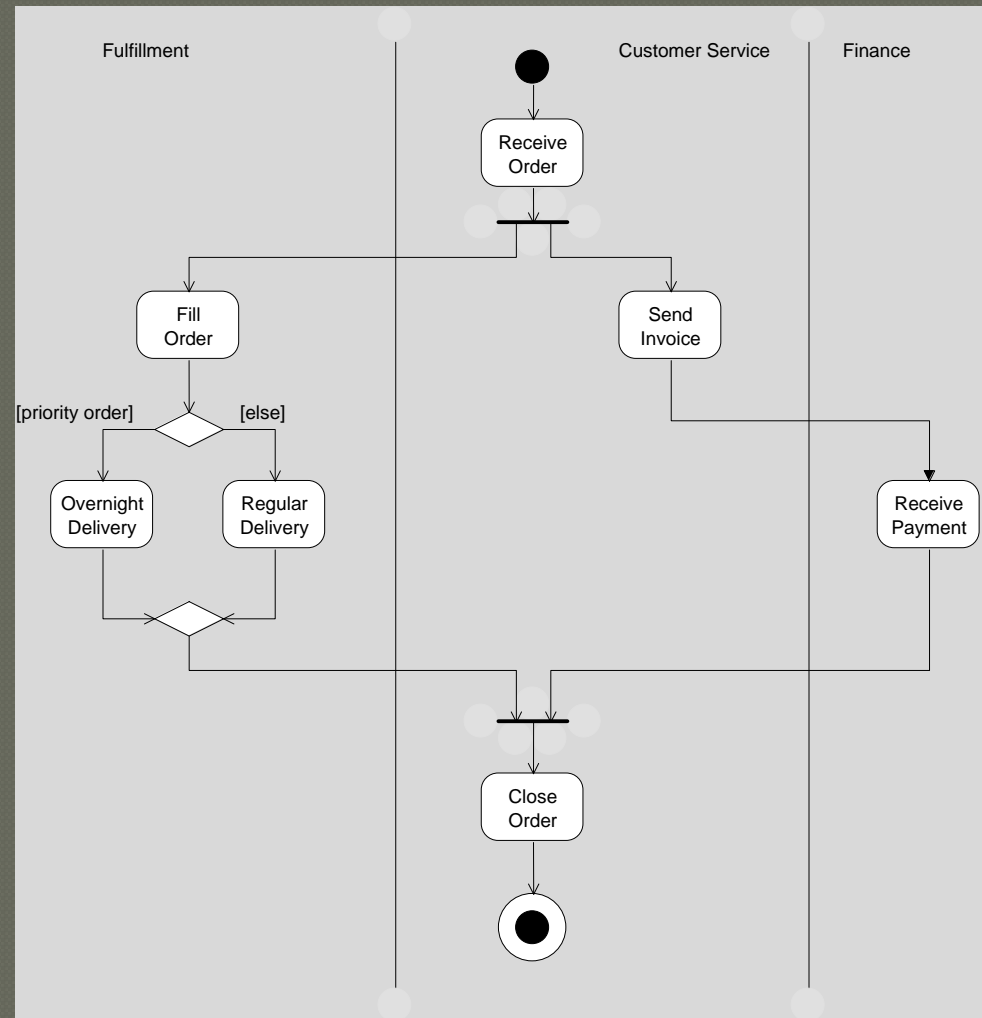 Fulfillment
Customer Service
Finance
Receive
Order
Fill
Order
Send
Invoice
[priority order]
[else]
Overnight
Delivery
Regular
Delivery
Receive
Payment
Close
Order